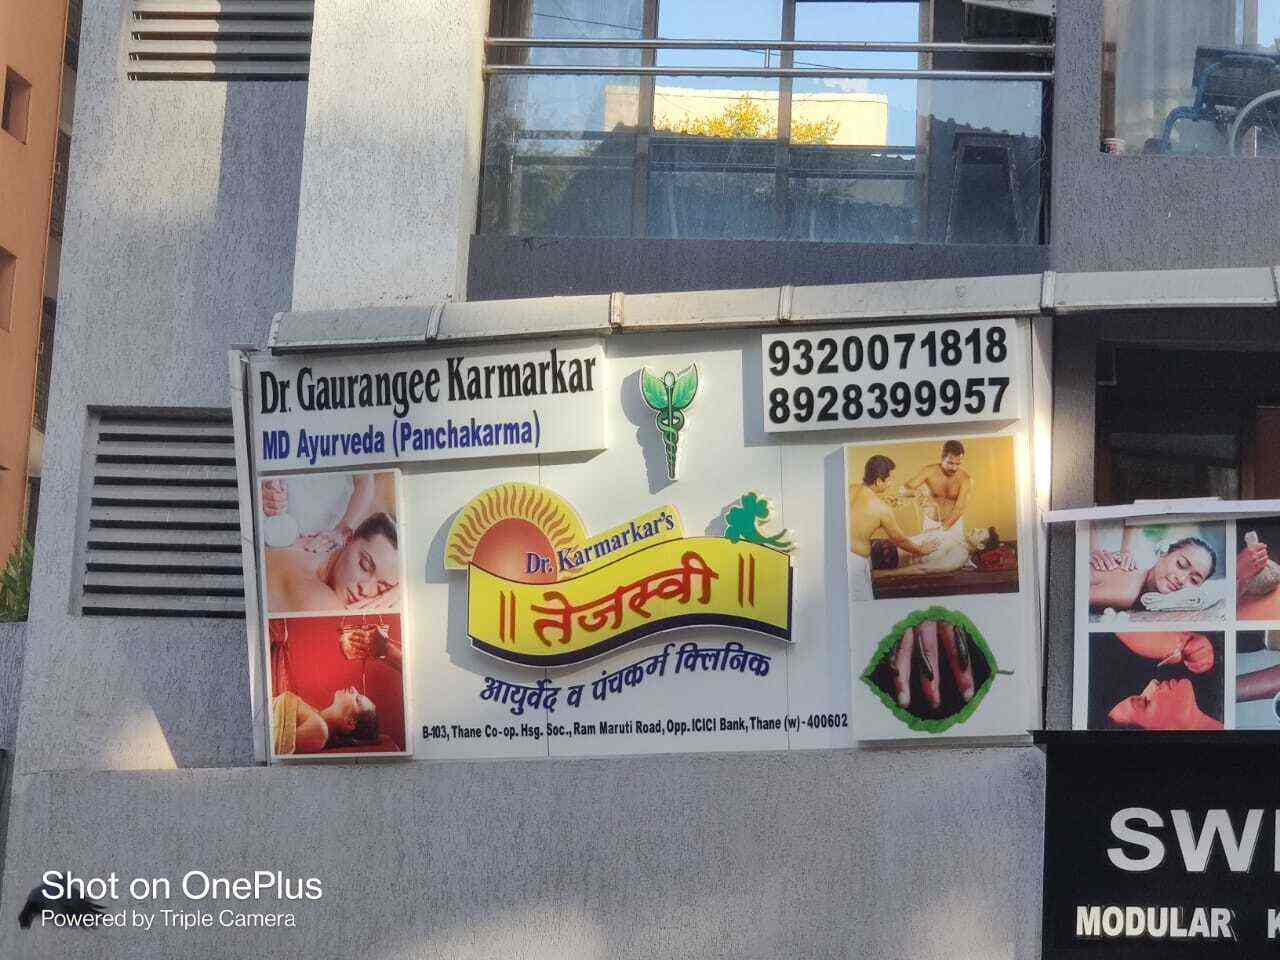 Dr. Gaurangee Karmarkar
MD Ayurveda (Panchakarma)
9320071818
8928399957
Dr. Karmarkar's
॥ तेजस्वी ॥
आयुर्वेद व पंचकर्म क्लिनिक
B-103, Thane Co-op. Hsg. Soc., Ram Maruti Road, Opp. ICICI Bank, Thane (w)- 400602
SW
MODULAR K
Shot on OnePlus
Powered by Triple Camera